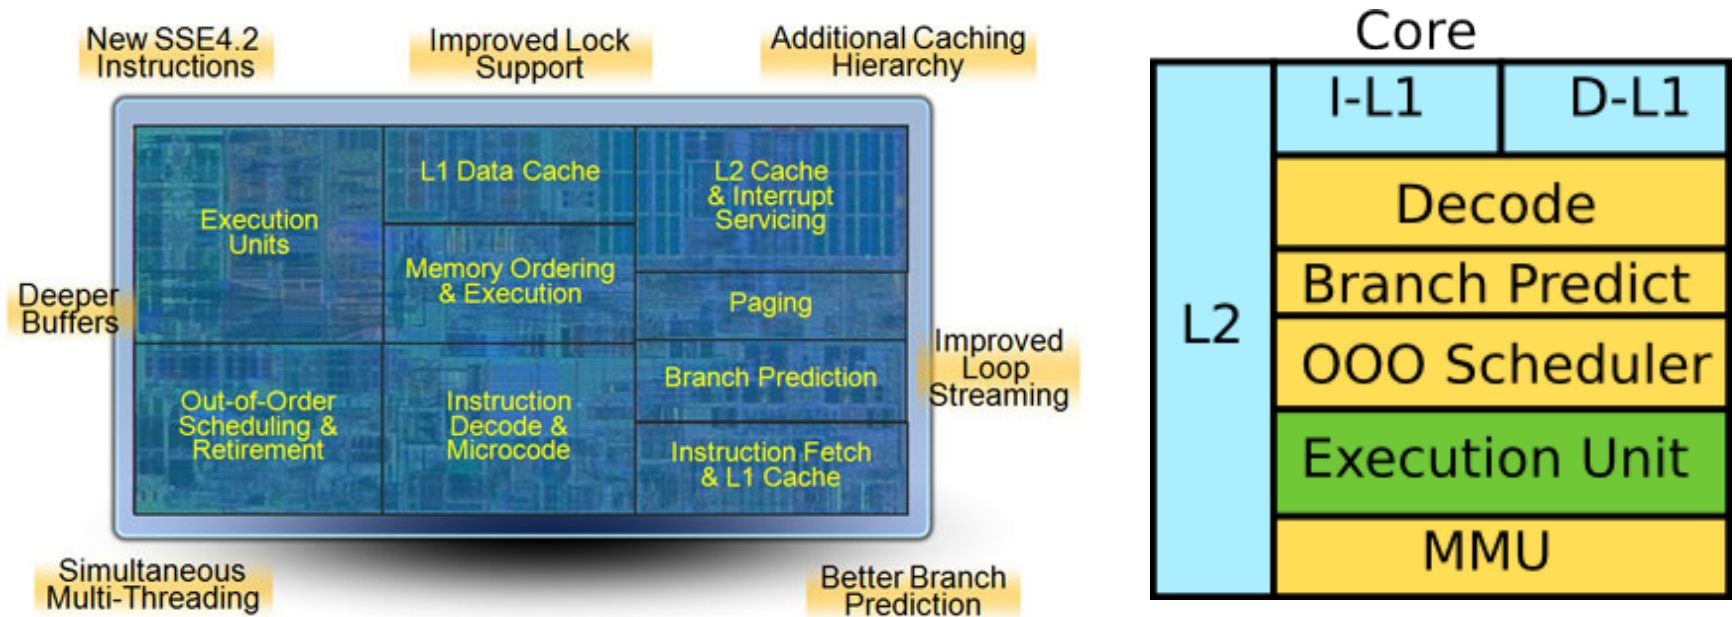 New SSE4.2
Instructions
Improved Lock
Support
Additional Caching
Hierarchy
Execution
Units
L1 Data Cache
L2 Cache
& Interrupt
Servicing
Memory Ordering
& Execution
Paging
Deeper
Buffers
Improved
Loop
Streaming
Branch Prediction
Out-of-Order
Scheduling &
Retirement
Instruction
Decode &
Microcode
Instruction Fetch
& L1 Cache
Simultaneous
Multi-Threading
Better Branch
Prediction
Core
I-L1
D-L1
L2
Decode
Branch Predict
OOO Scheduler
Execution Unit
MMU